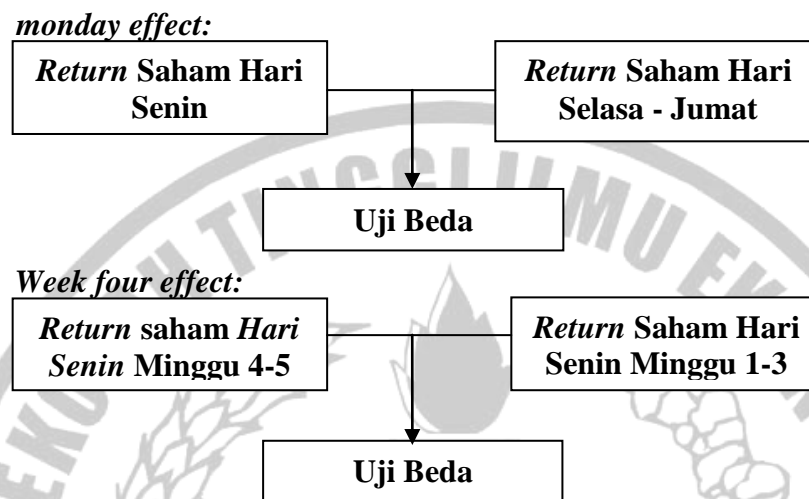 monday effect:
Return Saham Hari
Senin
Return Saham Hari
Selasa - Jumat
Uji Beda
Week four effect:
Return saham Hari
Senin Minggu 4-5
Return Saham Hari
Senin Minggu 1-3
Uji Beda